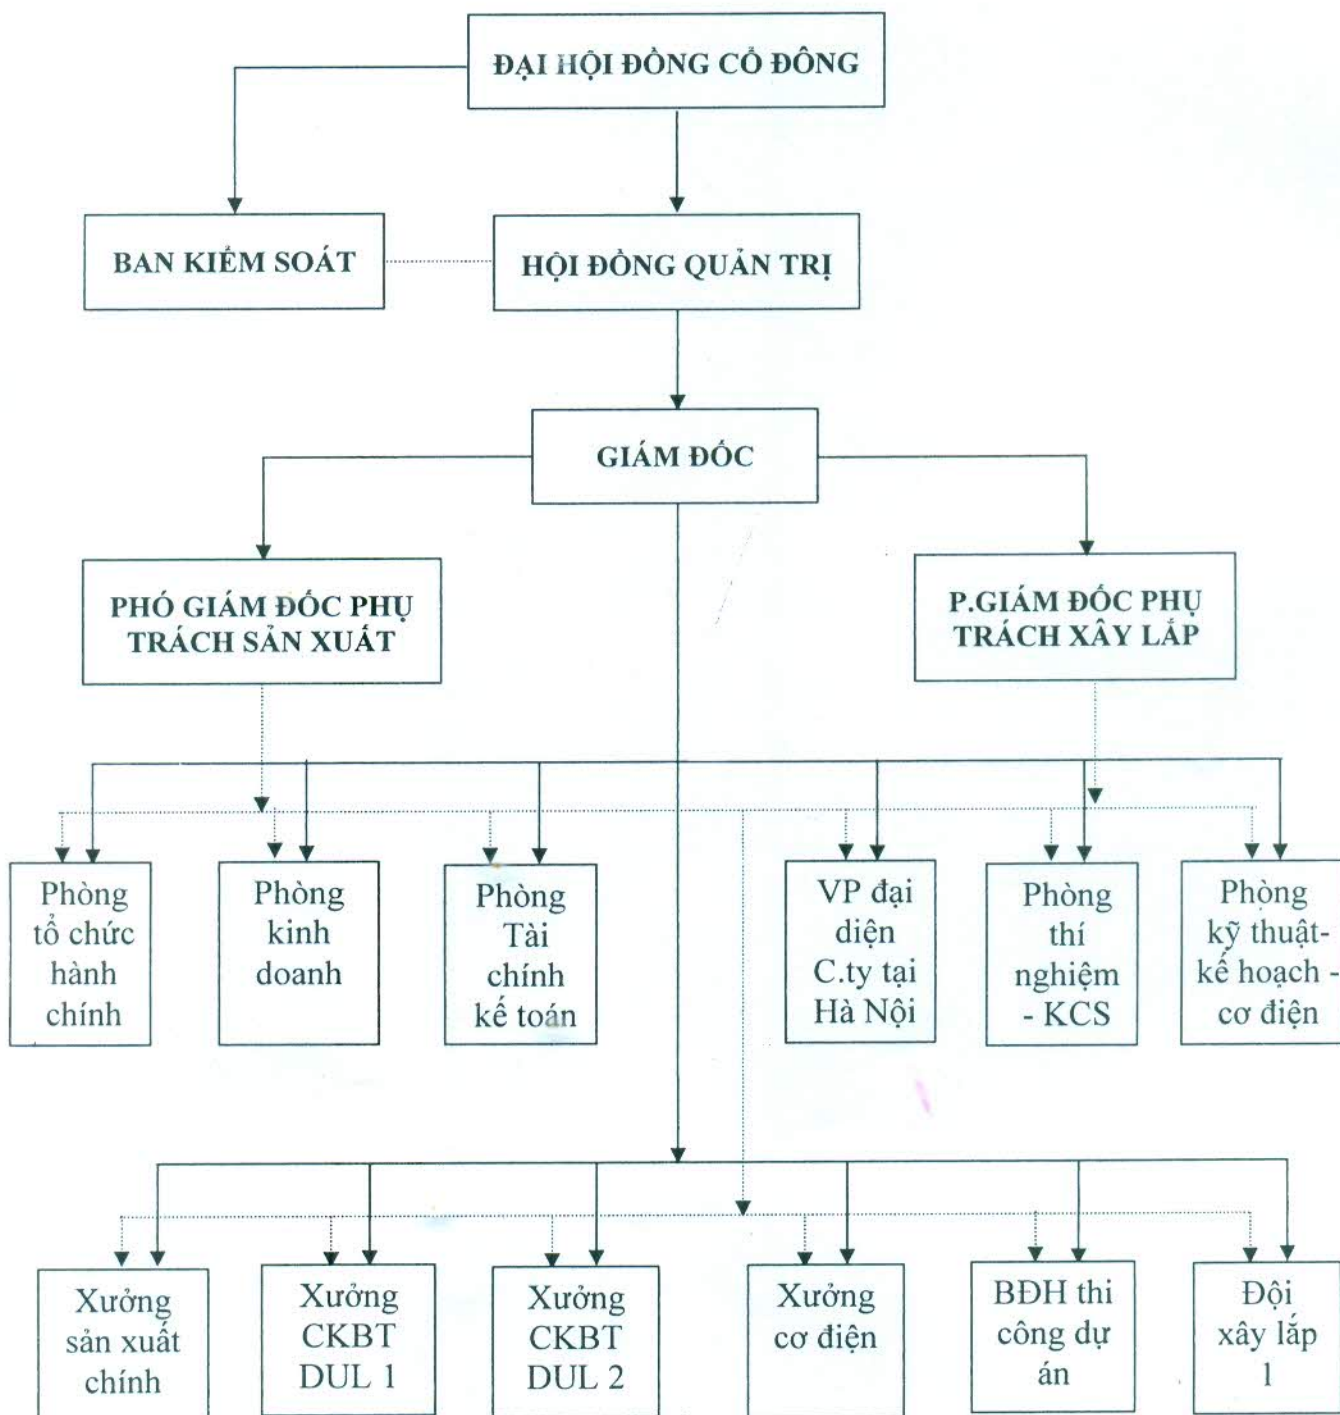 ĐẠI HỘI ĐỒNG CỔ ĐÔNG
BAN KIỂM SOÁT
HỘI ĐỒNG QUẢN TRỊ
GIÁM ĐỐC
PHÓ GIÁM ĐỐC PHỤ
TRÁCH SẢN XUẤT
P.GIÁM ĐỐC PHỤ
TRÁCH XÂY LẮP
Phòng
tổ chức
hành
chính
Phòng
kinh
doanh
Phòng
Tài
chính
kế toán
VP đại
diện
C.ty tại
Hà Nội
Phòng
thí
nghiệm
- KCS
Phòng
kỹ thuật-
kế hoạch -
cơ điện
Xưởng
sản xuất
chính
Xưởng
CKBT
DUL 1
Xưởng
CKBT
DUL 2
Xưởng
cơ điện
BĐH thi
công dự
án
Đội
xây lắp
1